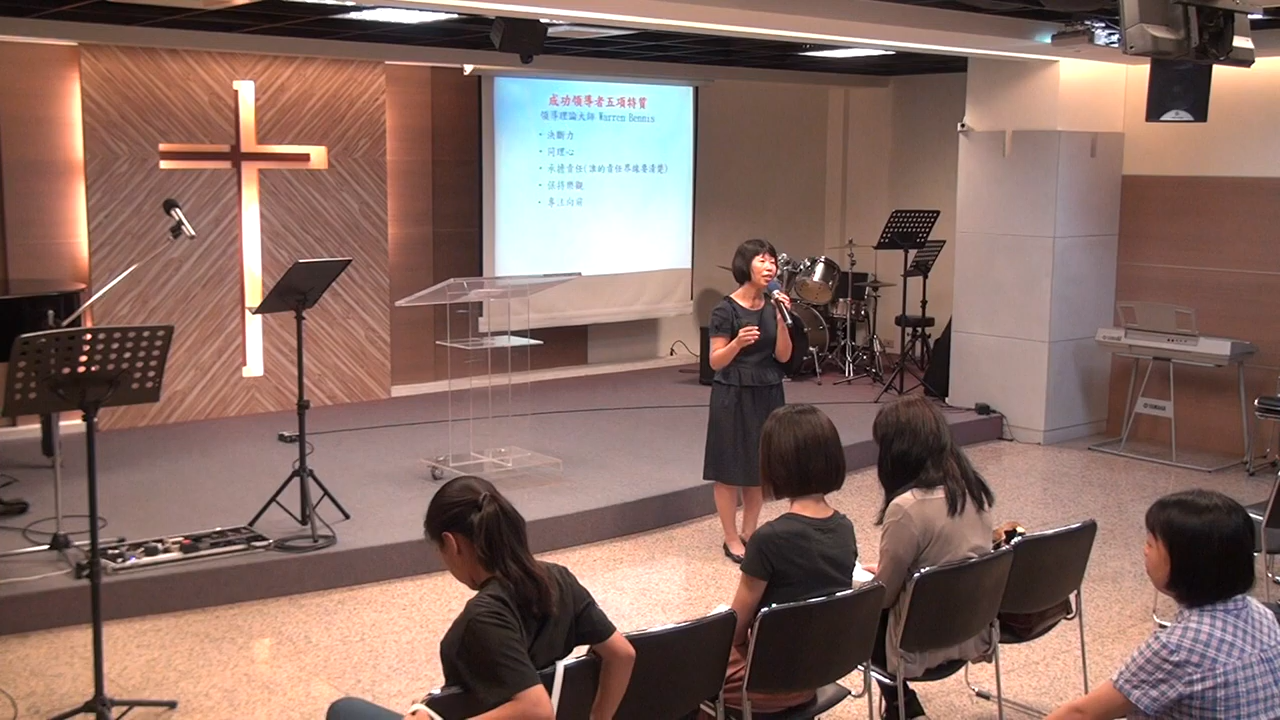 成功領導者五項特質
領導理論大師 Warren Bennis
• 決斷力
• 同理心
• 承擔責任(誰的責任界線要清楚)
• 保持樂觀
• 專注向前
YAMAHA